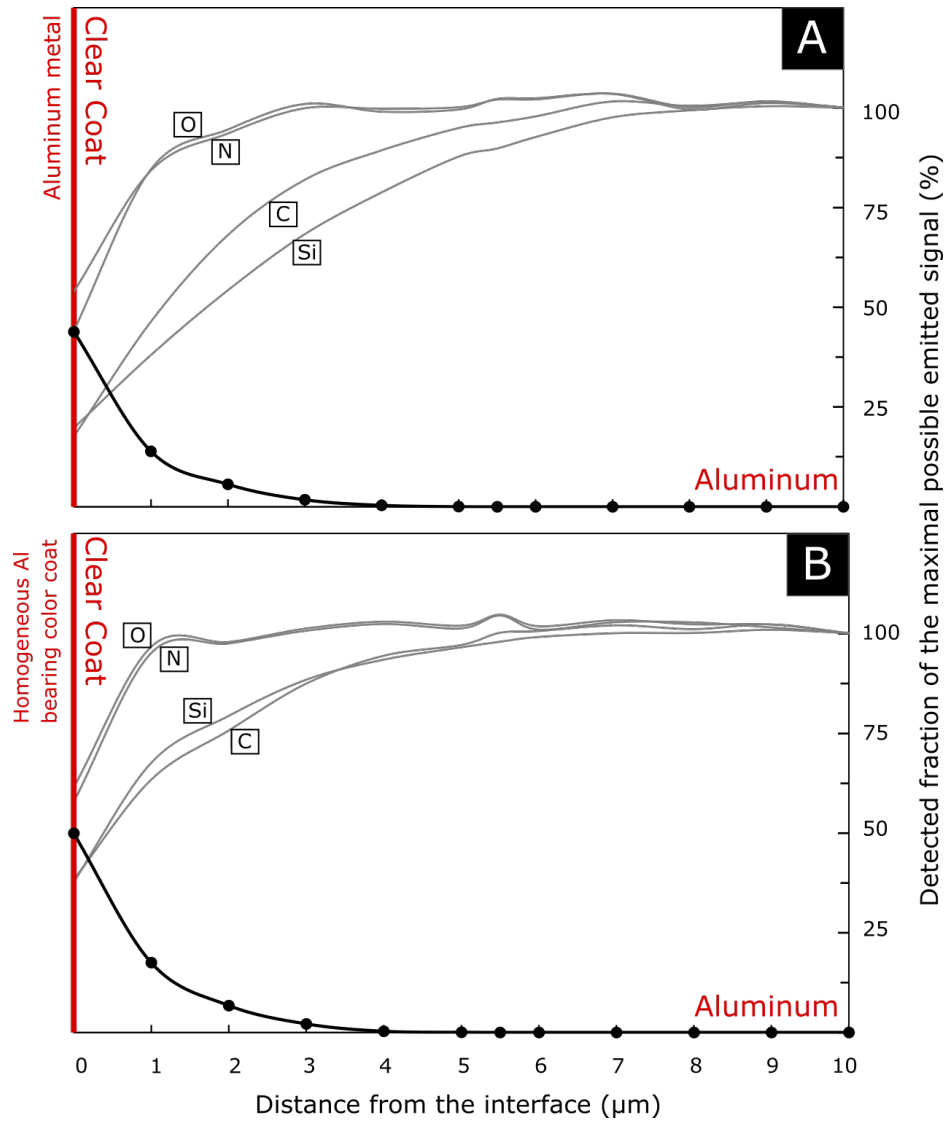 A
Aluminum metal
Clear Coat
O
N
C
Si
100
75
50
25
Aluminum
B
Homogeneous Al
bearing color coat
Clear Coat
O
N
Si
C
100
75
50
25
Aluminum
0 1 2 3 4 5 6 7 8 9 10
Distance from the interface (μm)
Detected fraction of the maximal possible emitted signal (%)